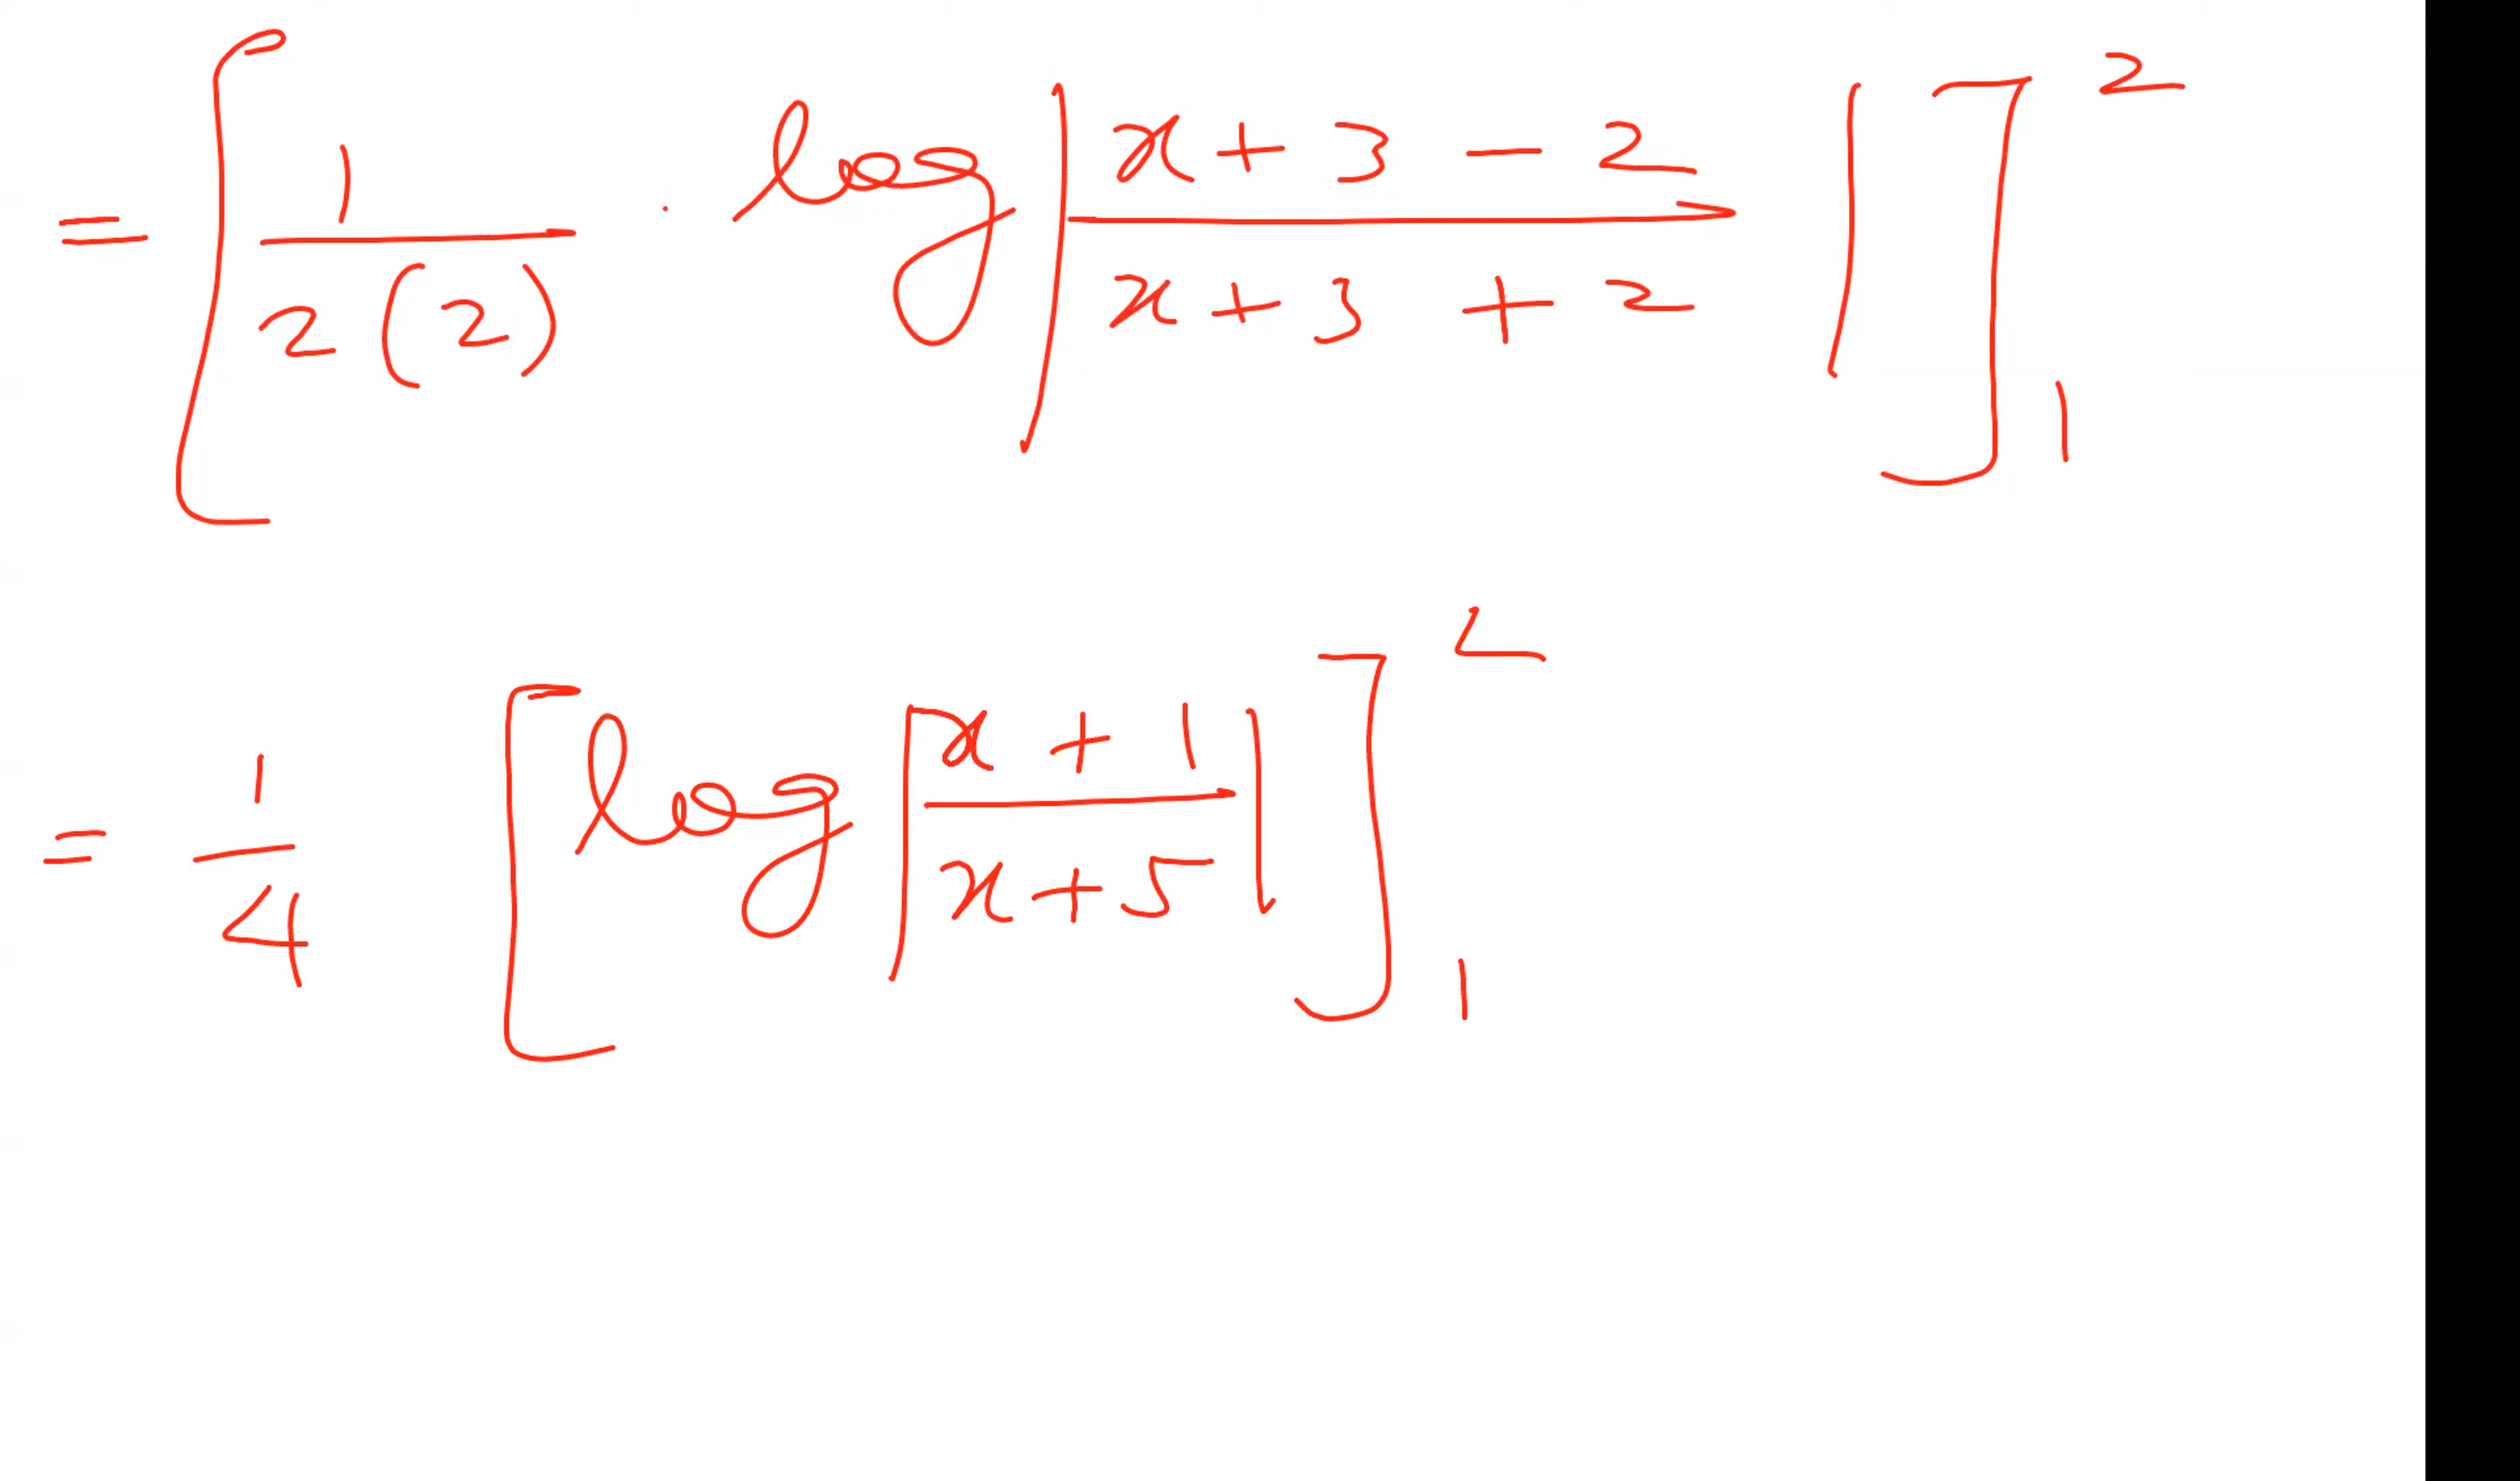 = [ 1/2(2) . log | x+3-2 / x+3+2 | ]₁²
= 1/4 [ log | x+1 / x+5 | ]₁²